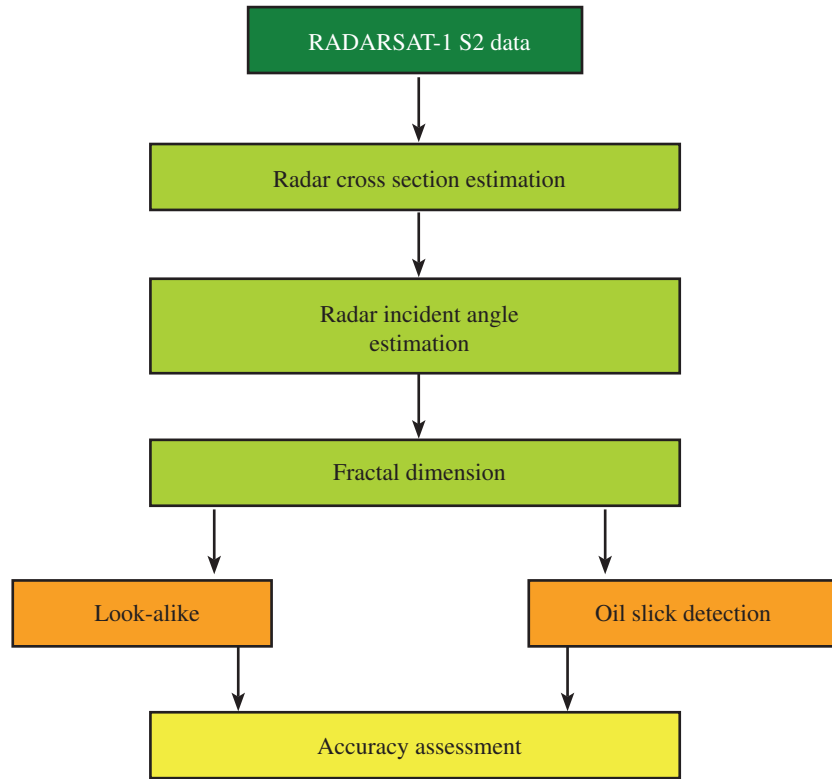 RADARSAT-1 S2 data
Radar cross section estimation
Radar incident angle
estimation
Fractal dimension
Look-alike
Oil slick detection
Accuracy assessment